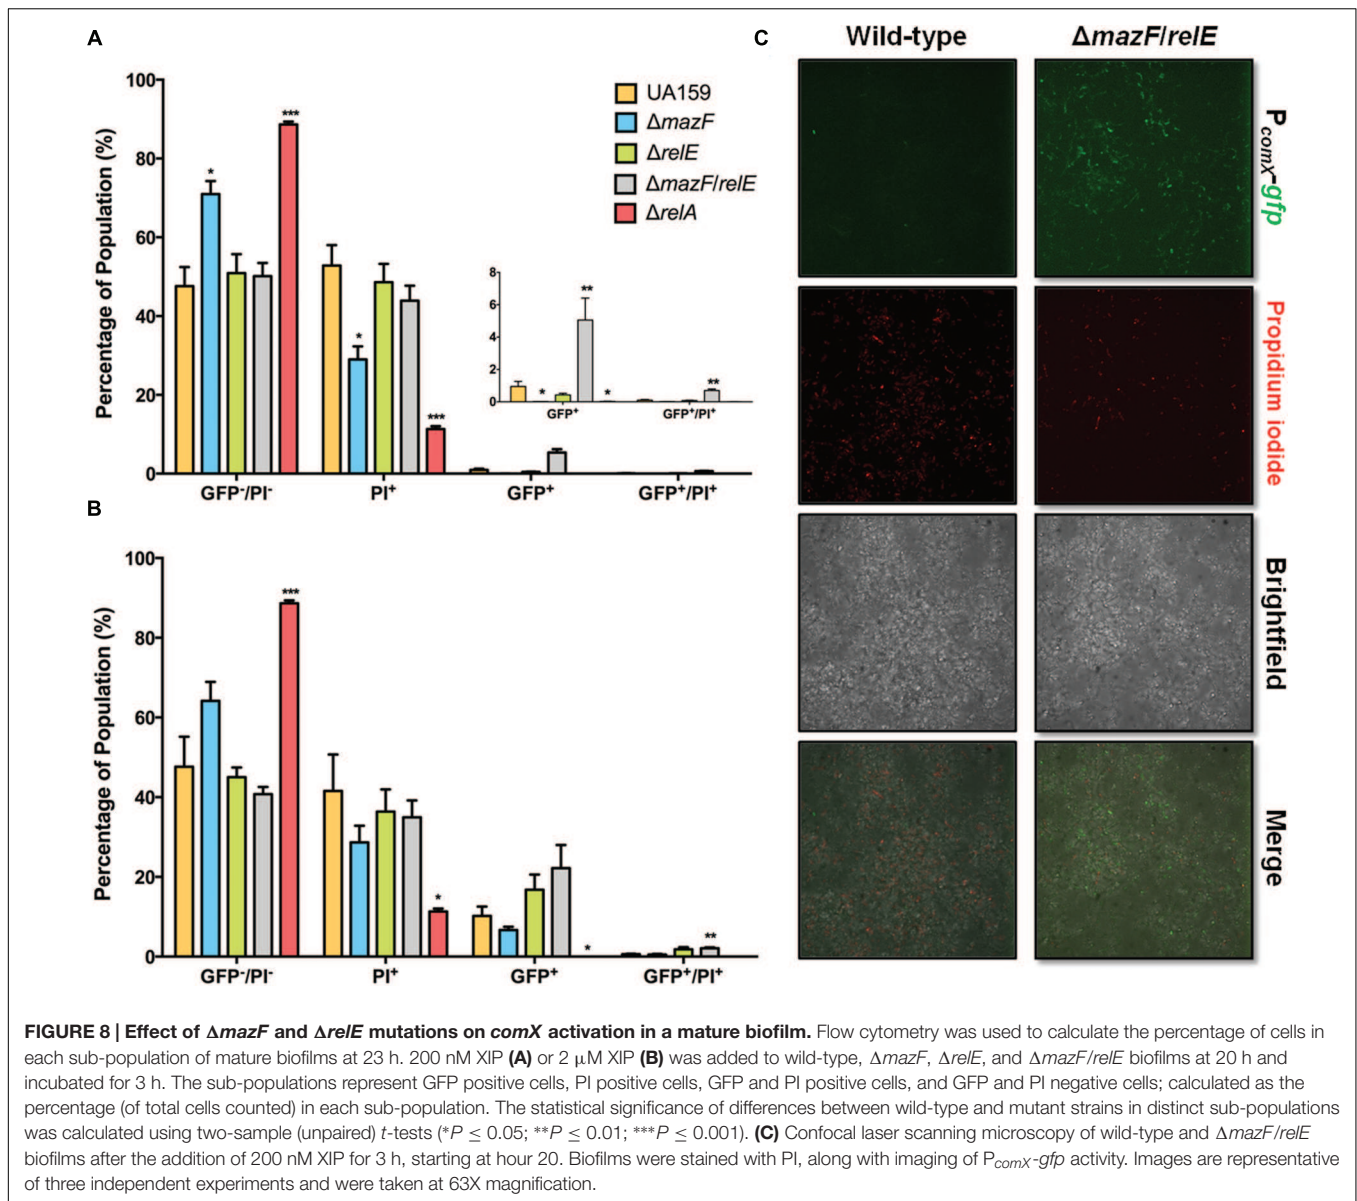 A
Percentage of Population (%)
100
80
60
40
20
0
*
***
*
***
UA159
ΔmazF
ΔrelE
ΔmazF/relE
ΔrelA
8
6
4
2
0
*
**
*
**
GFP⁺
GFP⁺/PI⁺
GFP⁻/PI⁻
PI⁺
GFP⁺
GFP⁺/PI⁺
B
Percentage of Population (%)
100
80
60
40
20
0
***
*
*
**
GFP⁻/PI⁻
PI⁺
GFP⁺
GFP⁺/PI⁺
C
Wild-type
ΔmazF/relE
PcomX-gfp
Propidium iodide
Brightfield
Merge
FIGURE 8 | Effect of ΔmazF and ΔrelE mutations on comX activation in a mature biofilm. Flow cytometry was used to calculate the percentage of cells in
each sub-population of mature biofilms at 23 h. 200 nM XIP (A) or 2 μM XIP (B) was added to wild-type, ΔmazF, ΔrelE, and ΔmazF/relE biofilms at 20 h and
incubated for 3 h. The sub-populations represent GFP positive cells, PI positive cells, GFP and PI positive cells, and GFP and PI negative cells; calculated as the
percentage (of total cells counted) in each sub-population. The statistical significance of differences between wild-type and mutant strains in distinct sub-populations
was calculated using two-sample (unpaired) t-tests (*P ≤ 0.05; **P ≤ 0.01; ***P ≤ 0.001). (C) Confocal laser scanning microscopy of wild-type and ΔmazF/relE
biofilms after the addition of 200 nM XIP for 3 h, starting at hour 20. Biofilms were stained with PI, along with imaging of PcomX-gfp activity. Images are representative
of three independent experiments and were taken at 63X magnification.